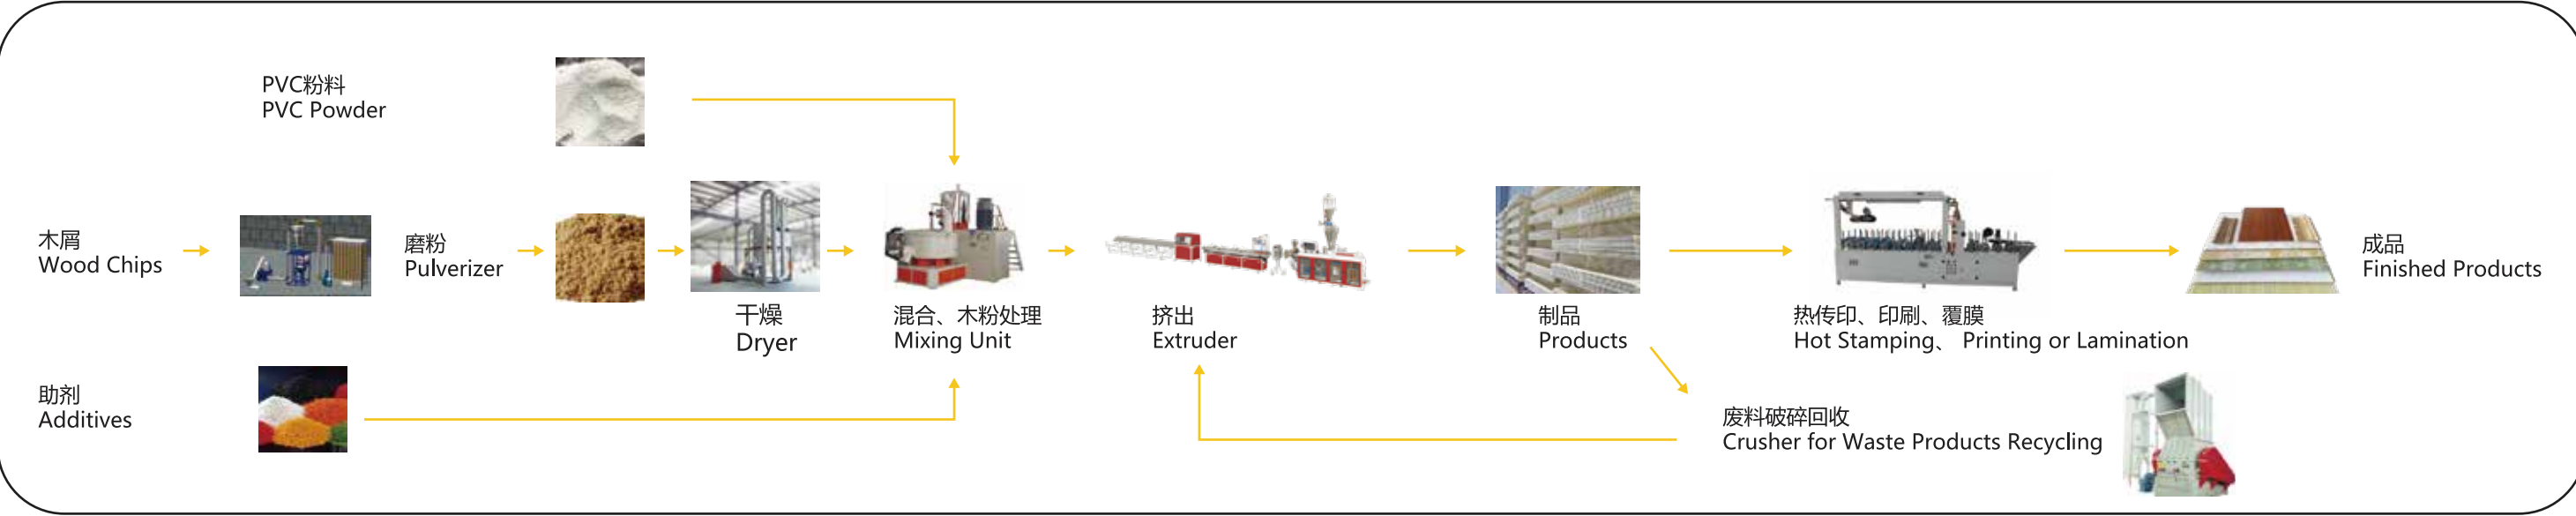 PVC粉料
PVC Powder
木屑
Wood Chips
磨粉
Pulverizer
干燥
Dryer
混合、木粉处理
Mixing Unit
挤出
Extruder
制品
Products
热传印、印刷、覆膜
Hot Stamping、 Printing or Lamination
成品
Finished Products
助剂
Additives
废料破碎回收
Crusher for Waste Products Recycling